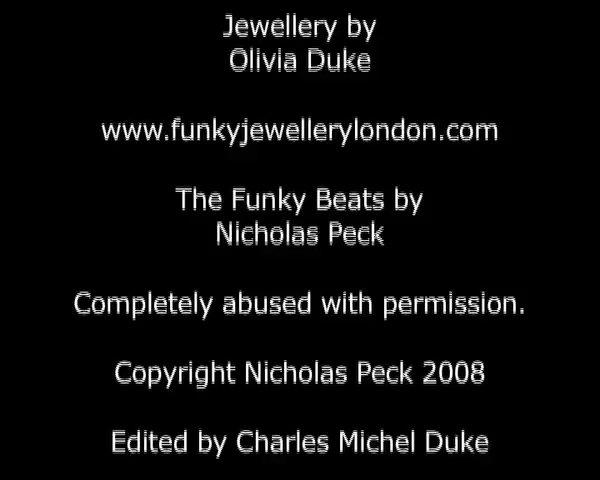 Jewellery by
Olivia Duke
www.funkyjewellerylondon.com
The Funky Beats by
Nicholas Peck
Completely abused with permission.
Copyright Nicholas Peck 2008
Edited by Charles Michel Duke